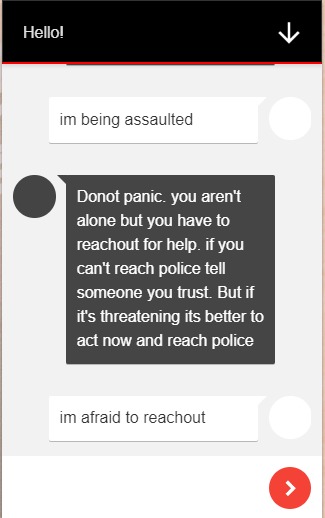 Hello!
im being assaulted
Donot panic. you aren't
alone but you have to
reachout for help. if you
can't reach police tell
someone you trust. But if
it's threatening its better to
act now and reach police
im afraid to reachout